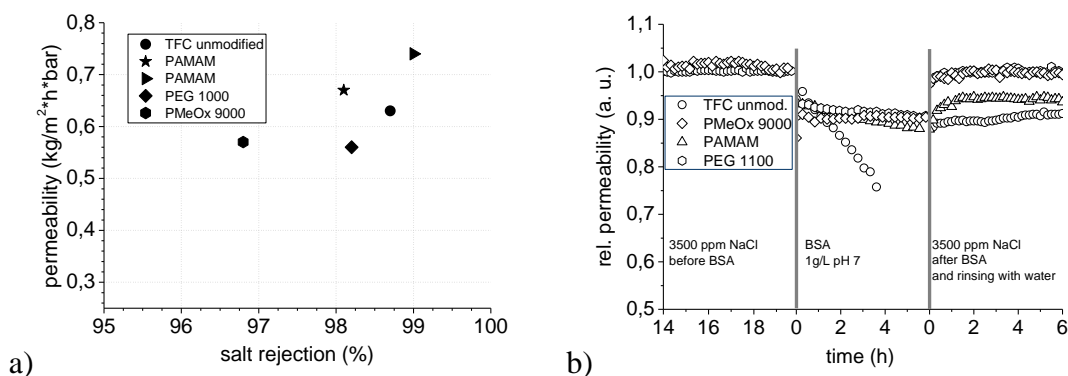 0,8
0,7
0,6
0,5
0,4
0,3
permeability (kg/m²*h*bar)
TFC unmodified
PAMAM
PAMAM
PEG 1000
PMeOx 9000
95 96 97 98 99 100
salt rejection (%)
a)
1,1
1,0
0,9
0,8
0,7
0,6
0,5
rel. permeability (a. u.)
TFC unmod.
PMeOx 9000
PAMAM
PEG 1100
3500 ppm NaCl
before BSA
BSA
1g/L pH 7
3500 ppm NaCl
after BSA
and rinsing with water
14 16 18 0 2 4 0 2 4 6
time (h)
b)